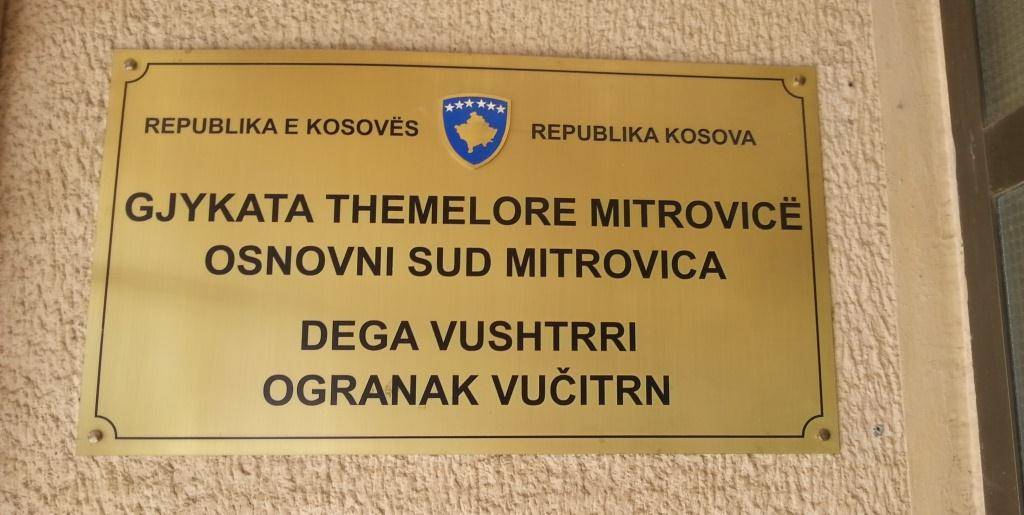 REPUBLIKA E KOSOVËS REPUBLIKA KOSOVA
GJYKATA THEMELORE MITROVICË
OSNOVNI SUD MITROVICA
DEGA VUSHTRRI
OGRANAK VUČITRN